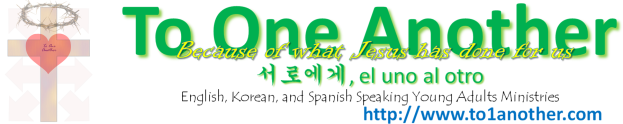 To One Another
Because of what Jesus has done for us
서로에게, el uno al otro
English, Korean, and Spanish Speaking Young Adults Ministries
http://www.to1another.com